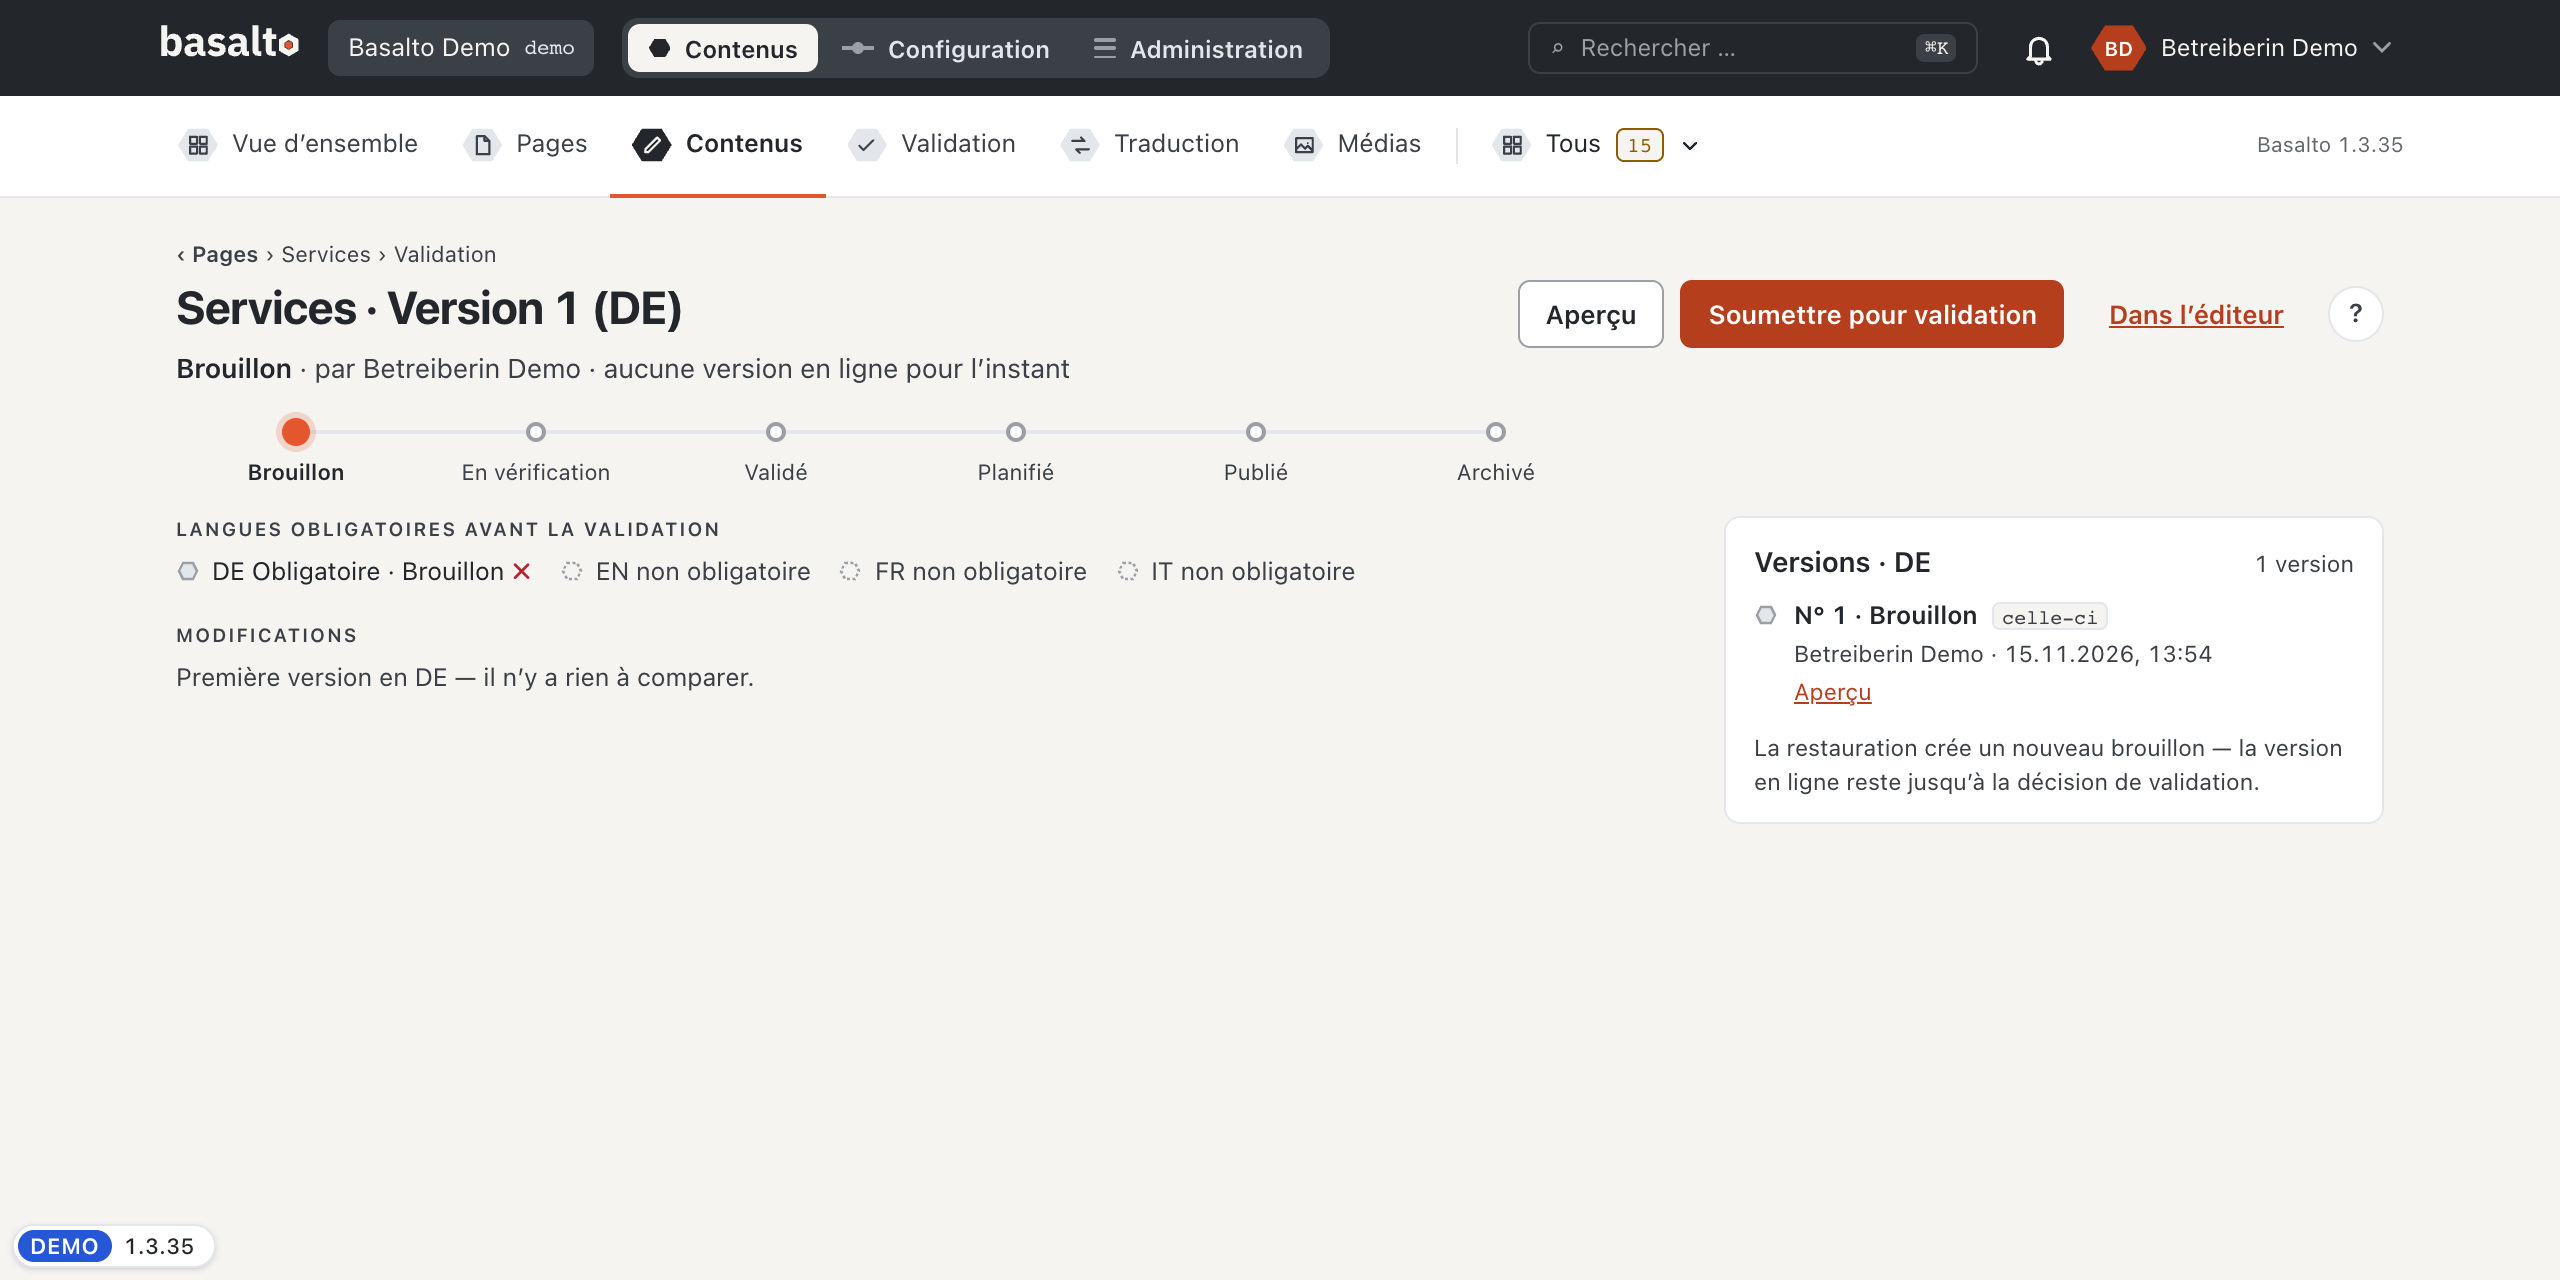 basalto
Basalto Demo demo
Contenus
Configuration
Administration
Rechercher ...
⌘K
BD
Betreiberin Demo
Vue d’ensemble
Pages
Contenus
Validation
Traduction
Médias
Tous 15
Basalto 1.3.35
‹ Pages › Services › Validation
Services · Version 1 (DE)
Aperçu
Soumettre pour validation
Dans l’éditeur
?
Brouillon · par Betreiberin Demo · aucune version en ligne pour l’instant
Brouillon
En vérification
Validé
Planifié
Publié
Archivé
LANGUES OBLIGATOIRES AVANT LA VALIDATION
DE Obligatoire · Brouillon ✕ EN non obligatoire FR non obligatoire IT non obligatoire
MODIFICATIONS
Première version en DE — il n’y a rien à comparer.
Versions · DE
1 version
N° 1 · Brouillon celle-ci
Betreiberin Demo · 15.11.2026, 13:54
Aperçu
La restauration crée un nouveau brouillon — la version
en ligne reste jusqu’à la décision de validation.
DEMO 1.3.35